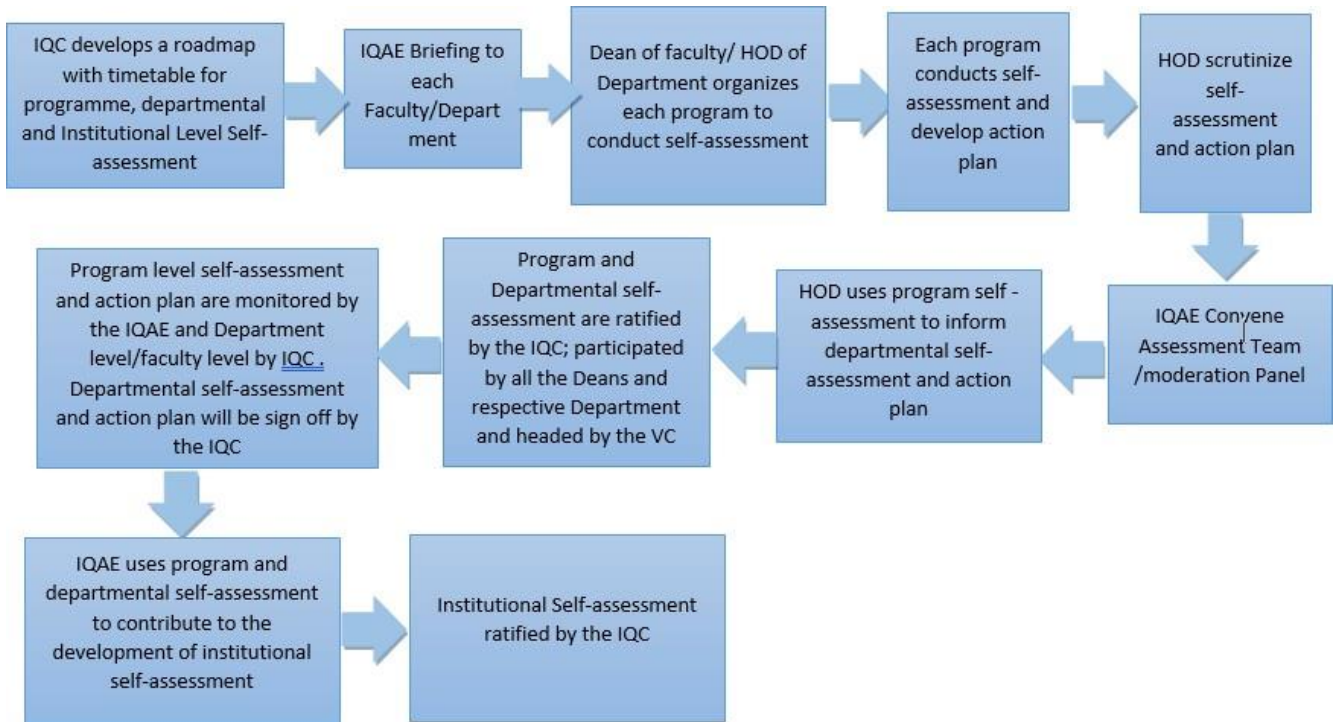 IQC develops a roadmap
with timetable for
programme, departmental
and Institutional Level Self-
assessment
IQAE Briefing to
each
Faculty/Depart
ment
Dean of faculty/ HOD of
Department organizes
each program to
conduct self-assessment
Each program
conducts self-
assessment and
develop action
plan
HOD scrutinize
self-
assessment
and action plan
IQAE Convene
Assessment Team
/moderation Panel
HOD uses program self -
assessment to inform
departmental self-
assessment and action
plan
Program and
Departmental self-
assessment are ratified
by the IQC; participated
by all the Deans and
respective Department
and headed by the VC
Program level self-assessment
and action plan are monitored by
the IQAE and Department
level/faculty level by IQC .
Departmental self-assessment
and action plan will be sign off by
the IQC
IQAE uses program and
departmental self-assessment
to contribute to the
development of institutional
self-assessment
Institutional Self-assessment
ratified by the IQC